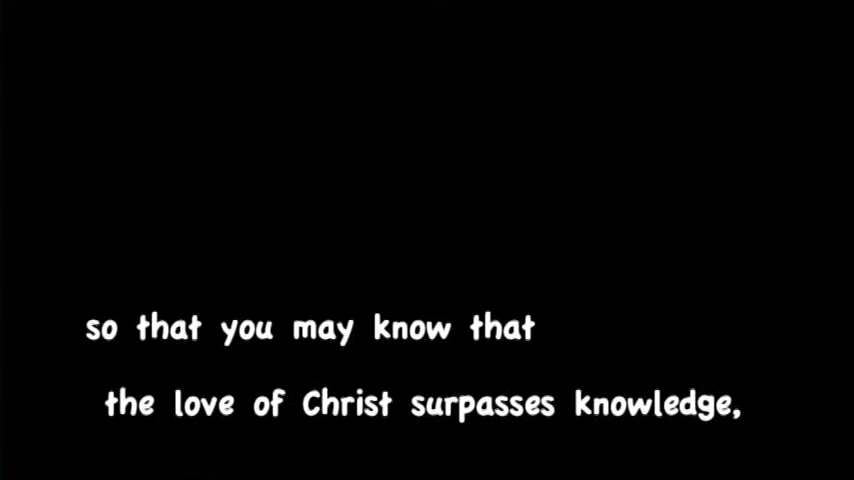 so that you may know that
the love of Christ surpasses knowledge,